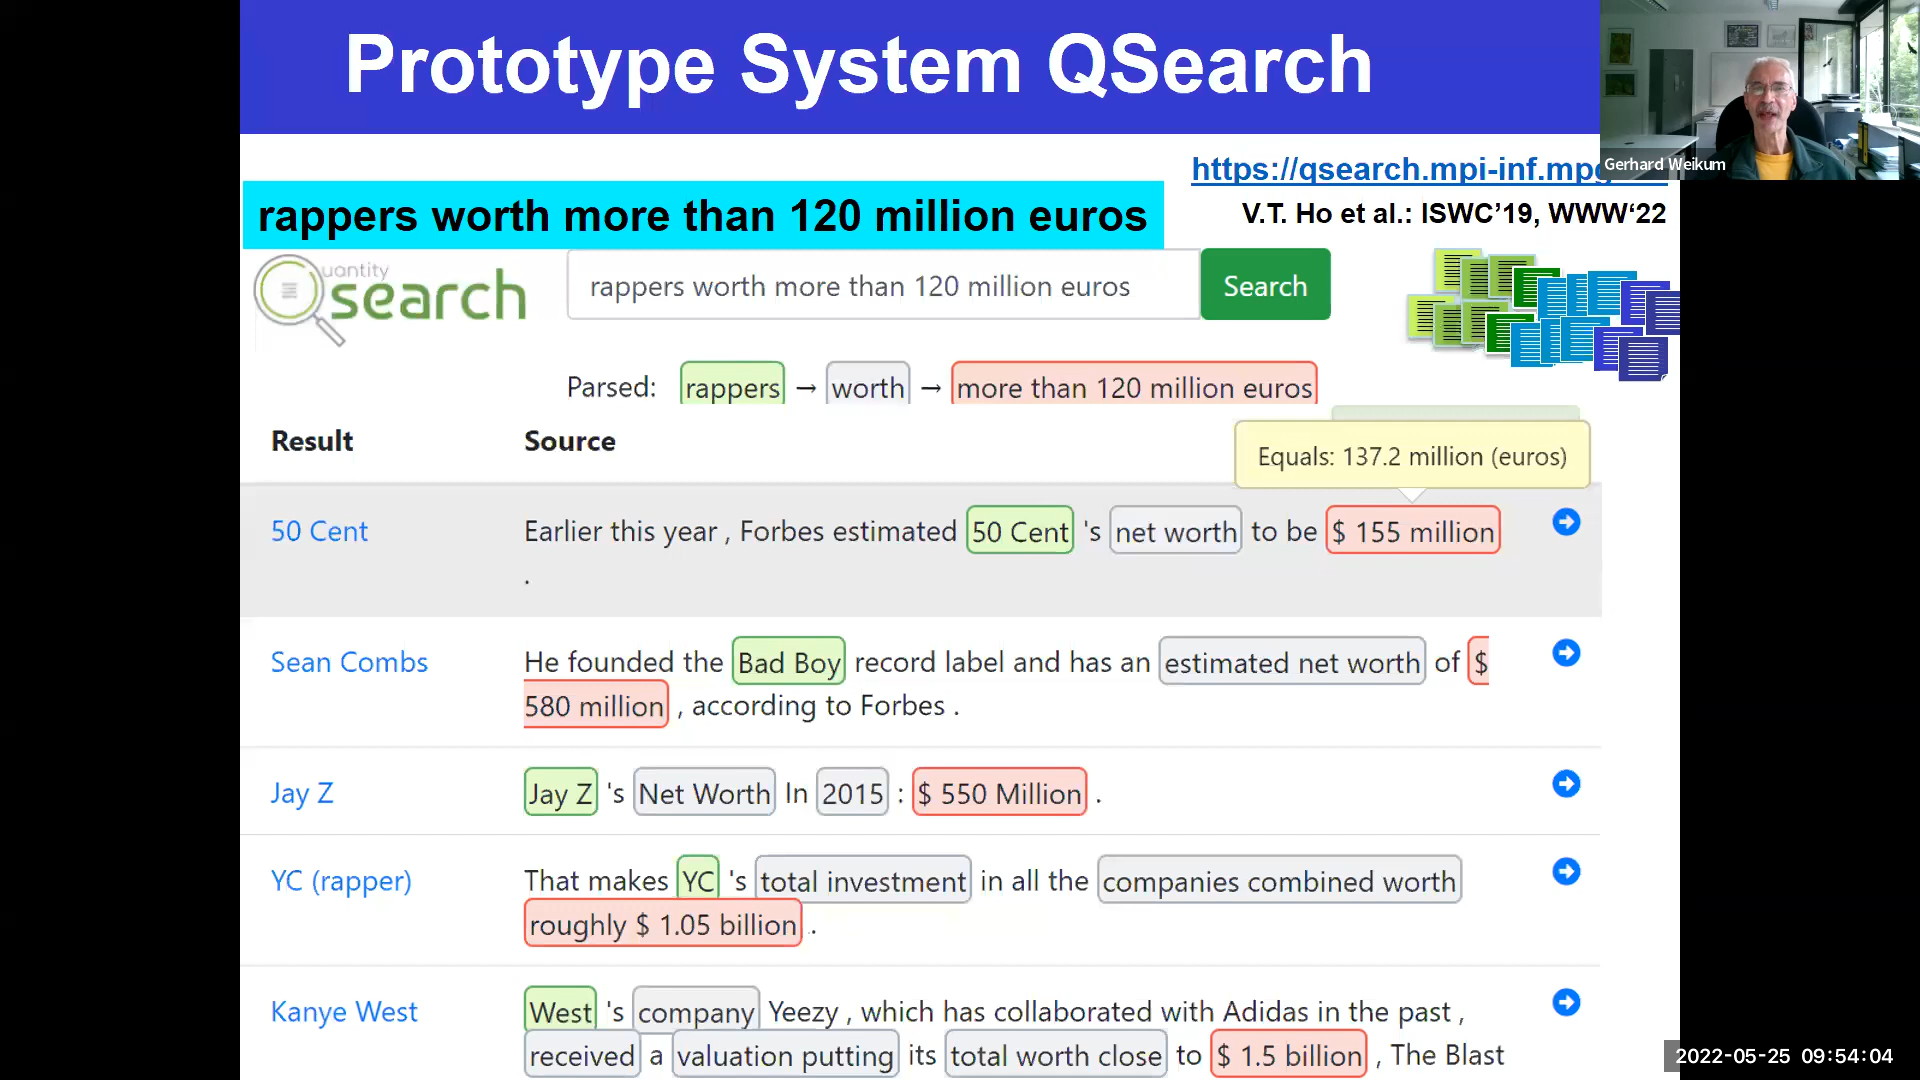 Prototype System QSearch
Gerhard Weikum
https://qsearch.mpi-inf.mpg
rappers worth more than 120 million euros
V.T. Ho et al.: ISWC’19, WWW‘22
uantity
search
rappers worth more than 120 million euros
Search
Parsed: rappers → worth → more than 120 million euros
Result Source
Equals: 137.2 million (euros)
50 Cent Earlier this year , Forbes estimated 50 Cent 's net worth to be $ 155 million
.
Sean Combs He founded the Bad Boy record label and has an estimated net worth of $
580 million , according to Forbes .
Jay Z Jay Z 's Net Worth In 2015 : $ 550 Million .
YC (rapper) That makes YC 's total investment in all the companies combined worth
roughly $ 1.05 billion .
Kanye West West 's company Yeezy , which has collaborated with Adidas in the past ,
received a valuation putting its total worth close to $ 1.5 billion , The Blast
2022-05-25 09:54:04